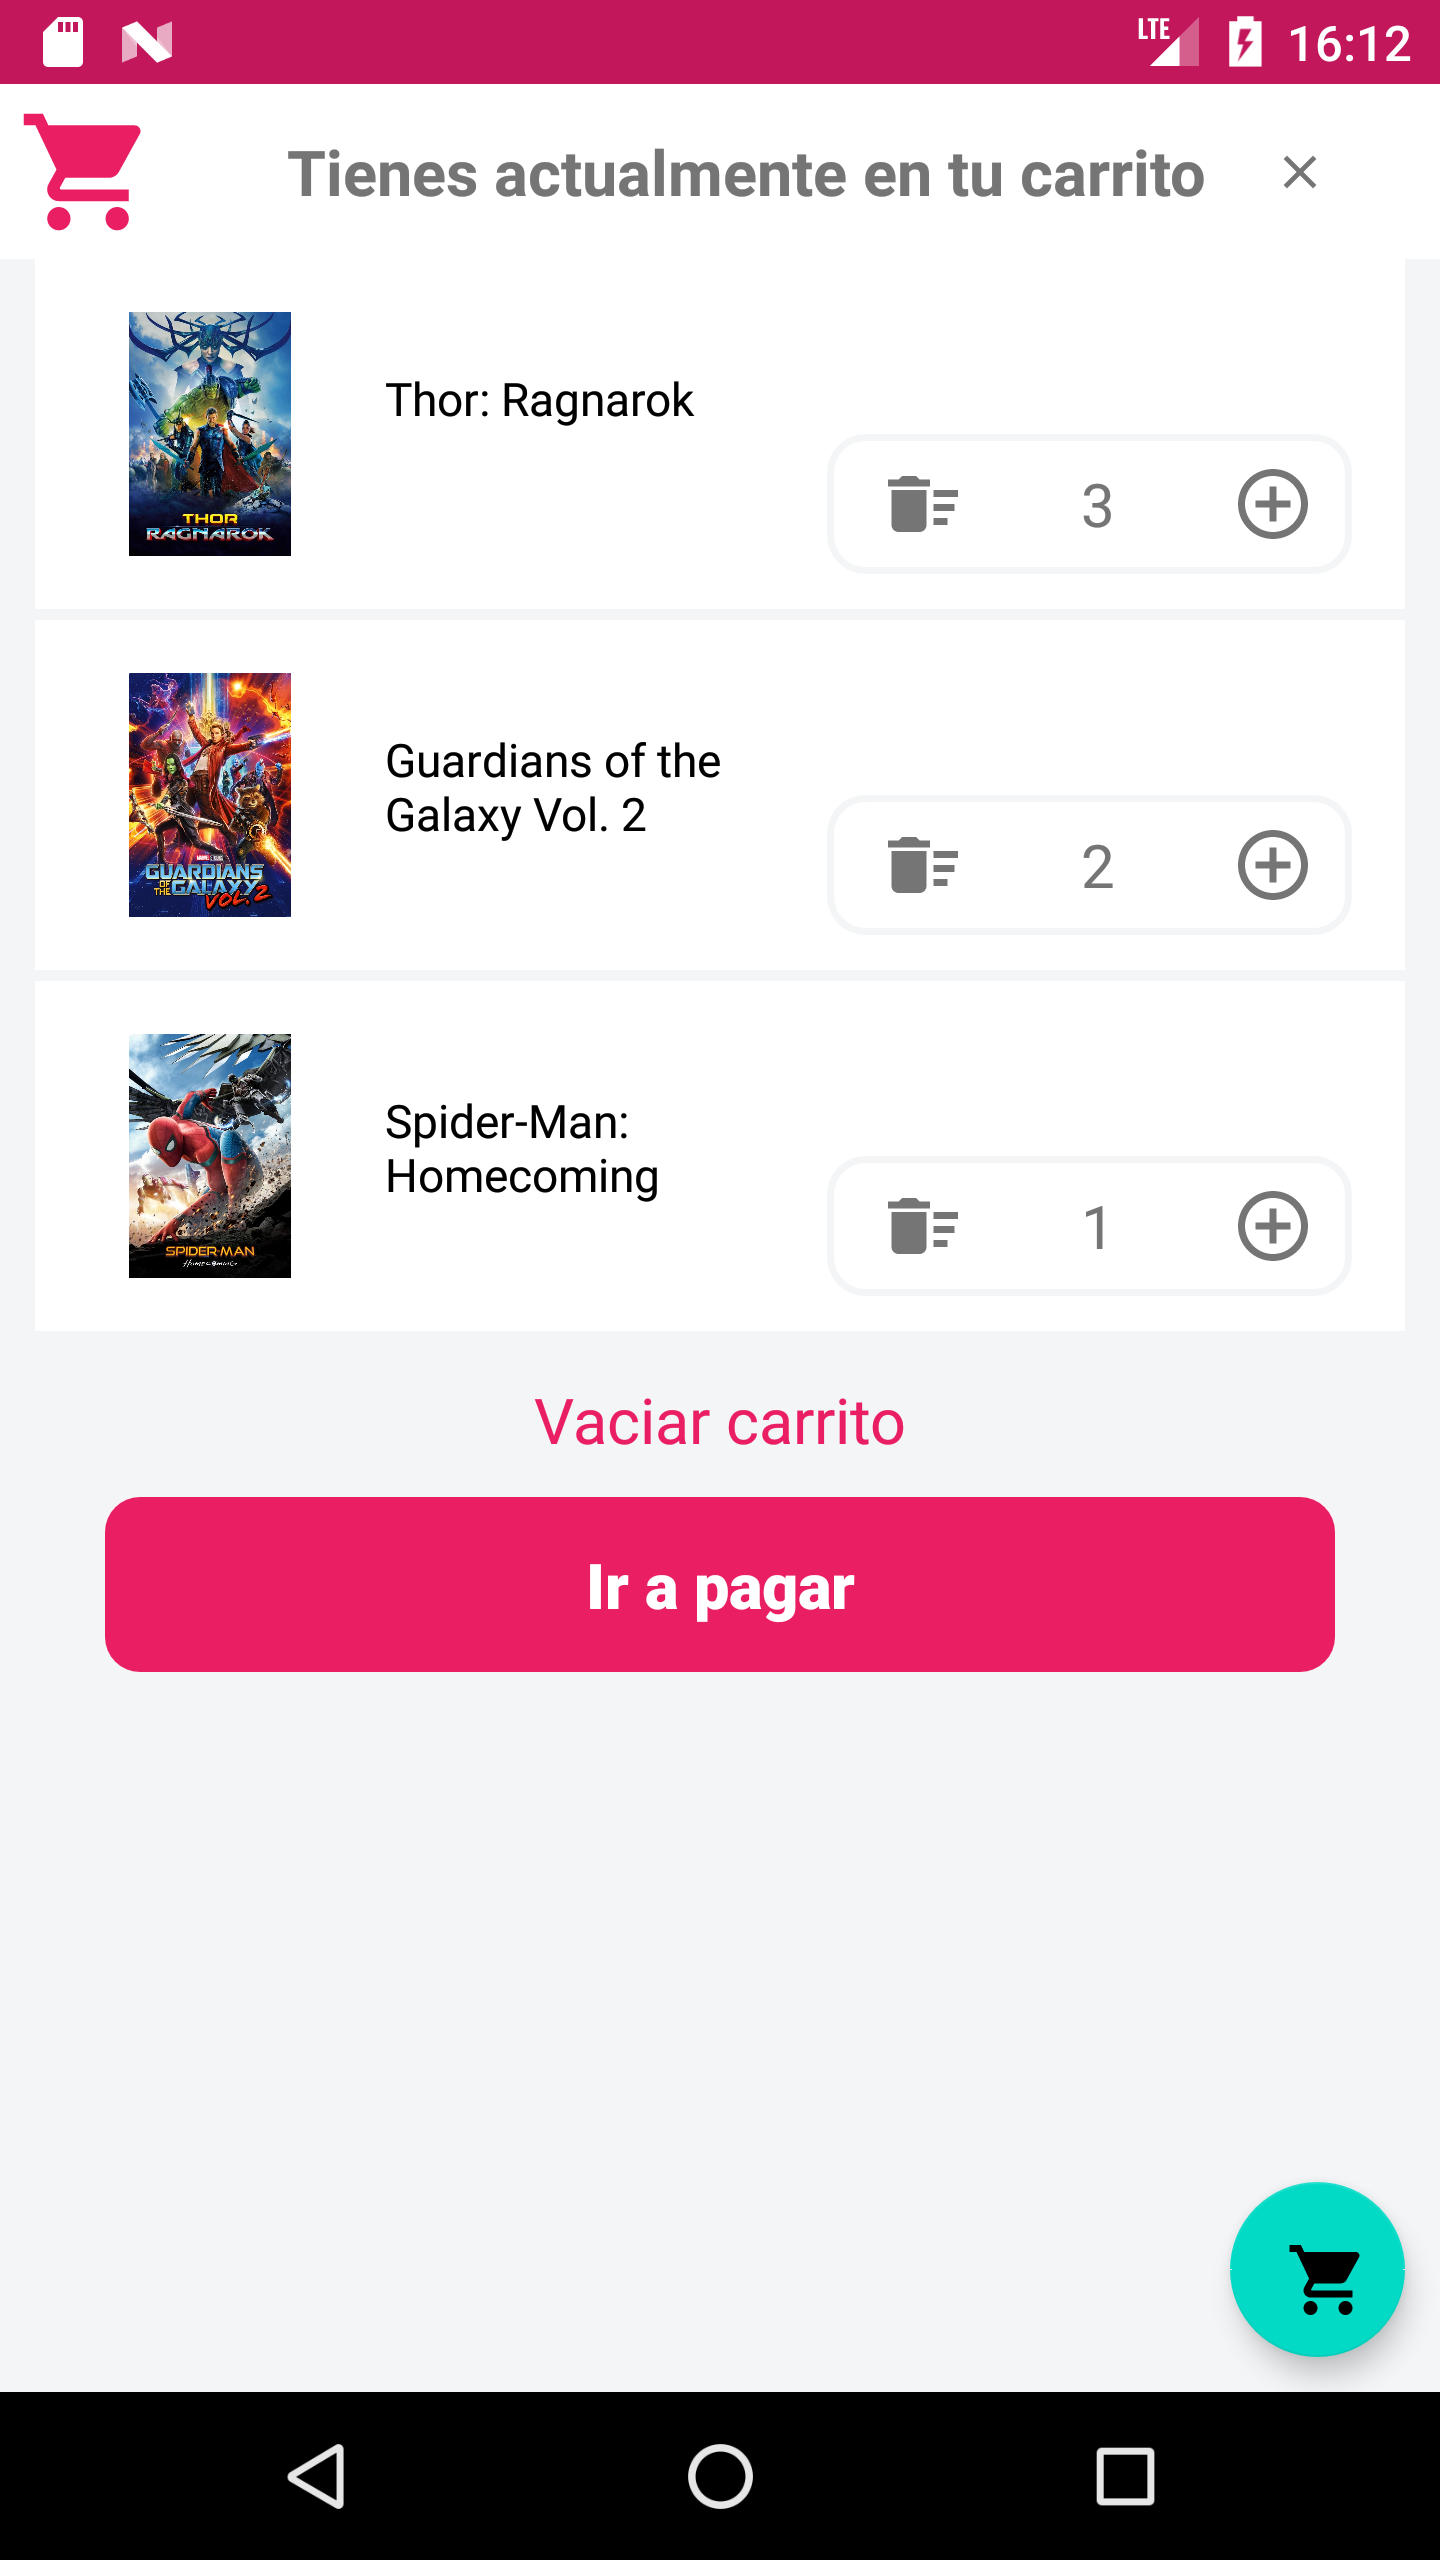 LTE 16:12
Tienes actualmente en tu carrito
THOR
RAGNAROK
Thor: Ragnarok
3
GUARDIANS
OF THE GALAXY
VOL. 2
Guardians of the
Galaxy Vol. 2
2
SPIDER-MAN
HOMECOMING
Spider-Man:
Homecoming
1
Vaciar carrito
Ir a pagar